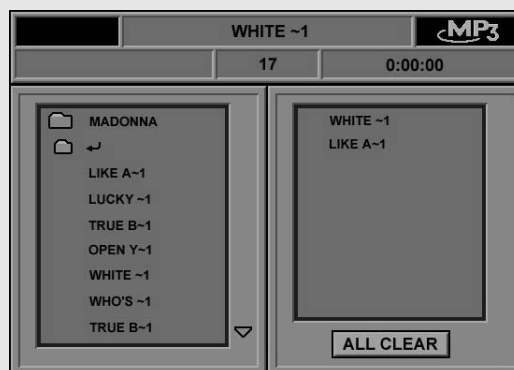 WHITE ~1
MP3
17 0:00:00
MADONNA
LIKE A~1
LUCKY ~1
TRUE B~1
OPEN Y~1
WHITE ~1
WHO'S ~1
TRUE B~1
WHITE ~1
LIKE A~1
ALL CLEAR